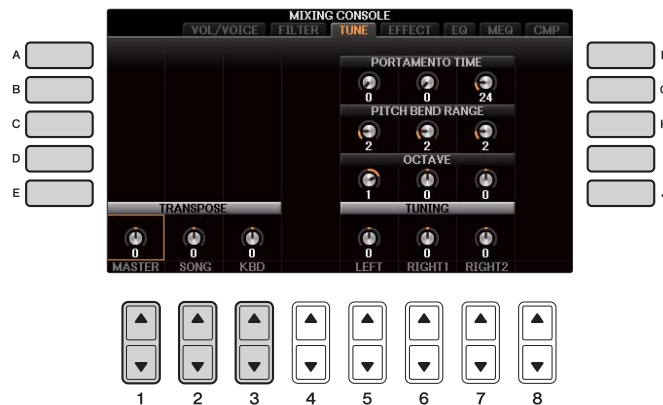 MIXING CONSOLE
VOL/VOICE FILTER TUNE EFFECT EQ MEQ CMP
A
B
C
D
E
PORTAMENTO TIME
0 0 24
PITCH BEND RANGE
2 2 2
OCTAVE
1 0 0
TRANSPOSE TUNING
0 0 0 0 0 0
MASTER SONG KBD LEFT RIGHT1 RIGHT2
1 2 3 4 5 6 7 8